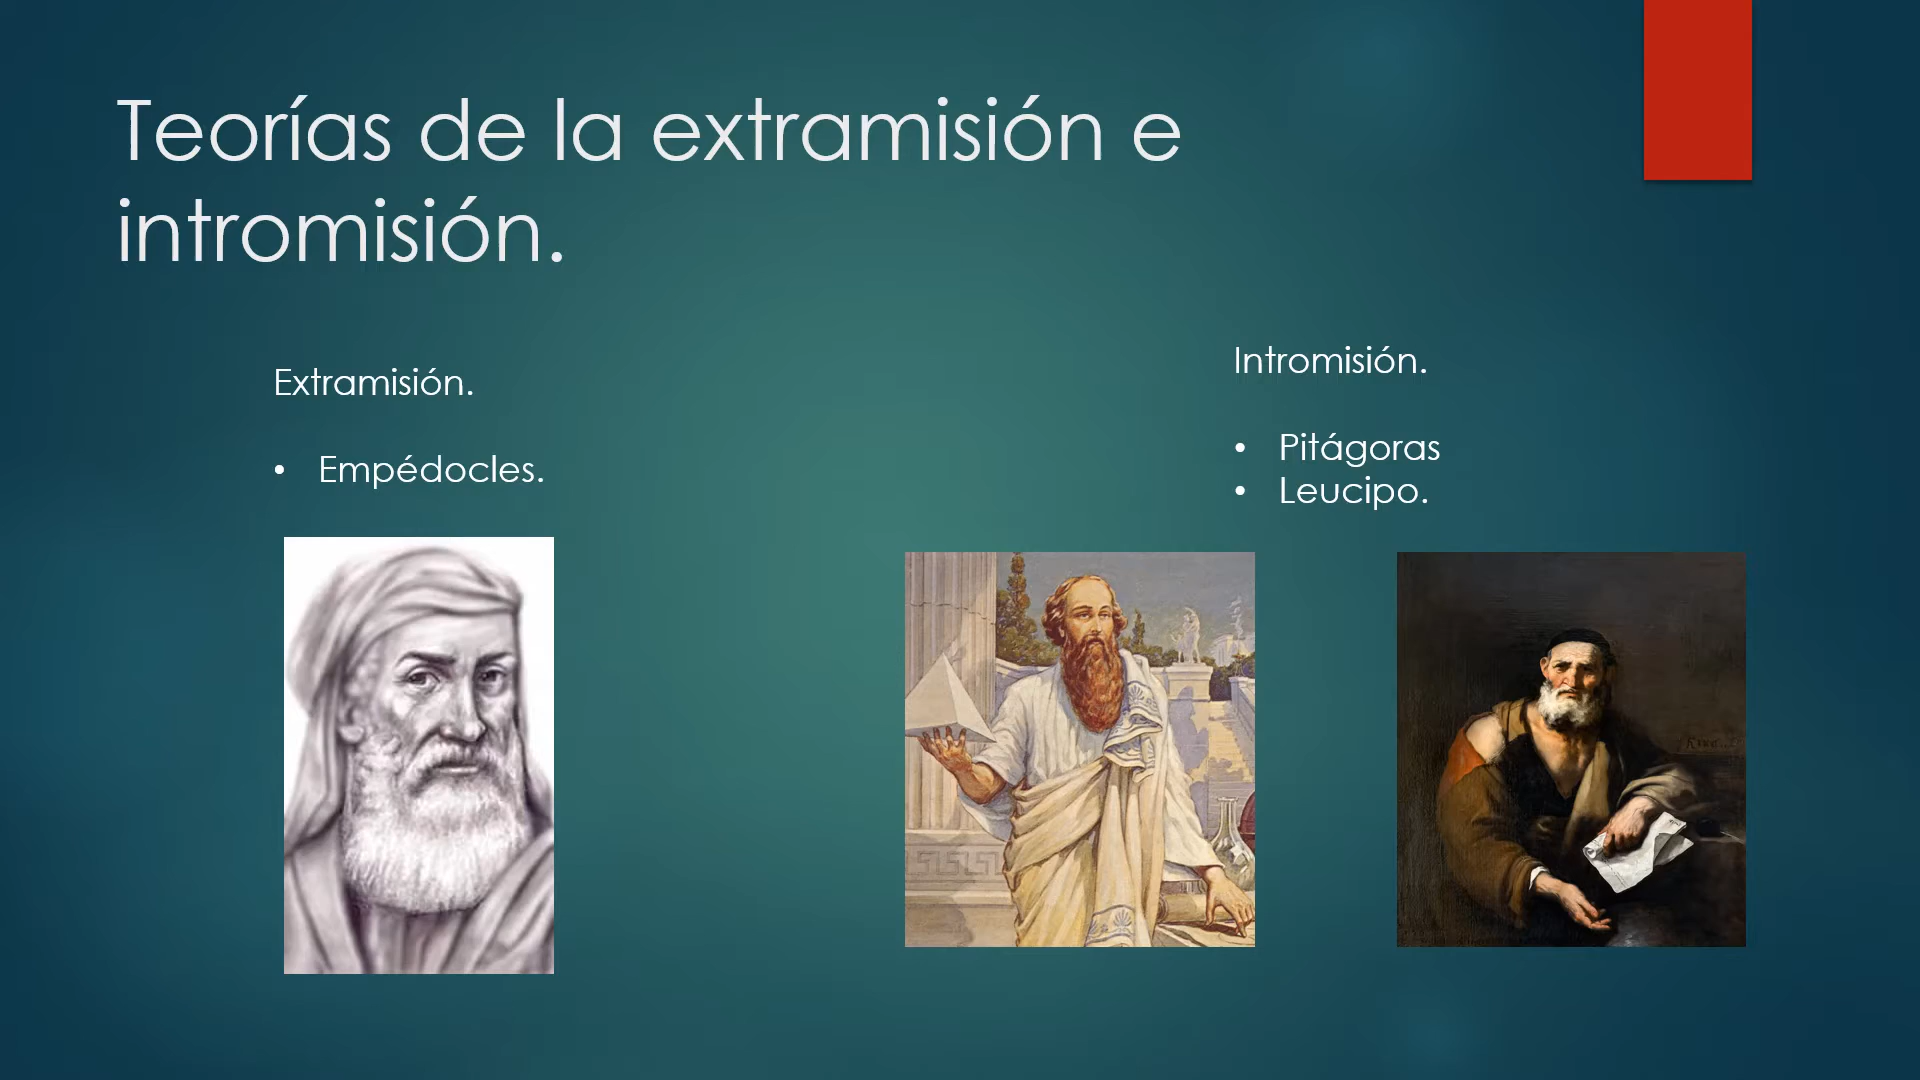 Teorías de la extramisión e
intromisión.
Extramisión.
• Empédocles.
Intromisión.
• Pitágoras
• Leucipo.